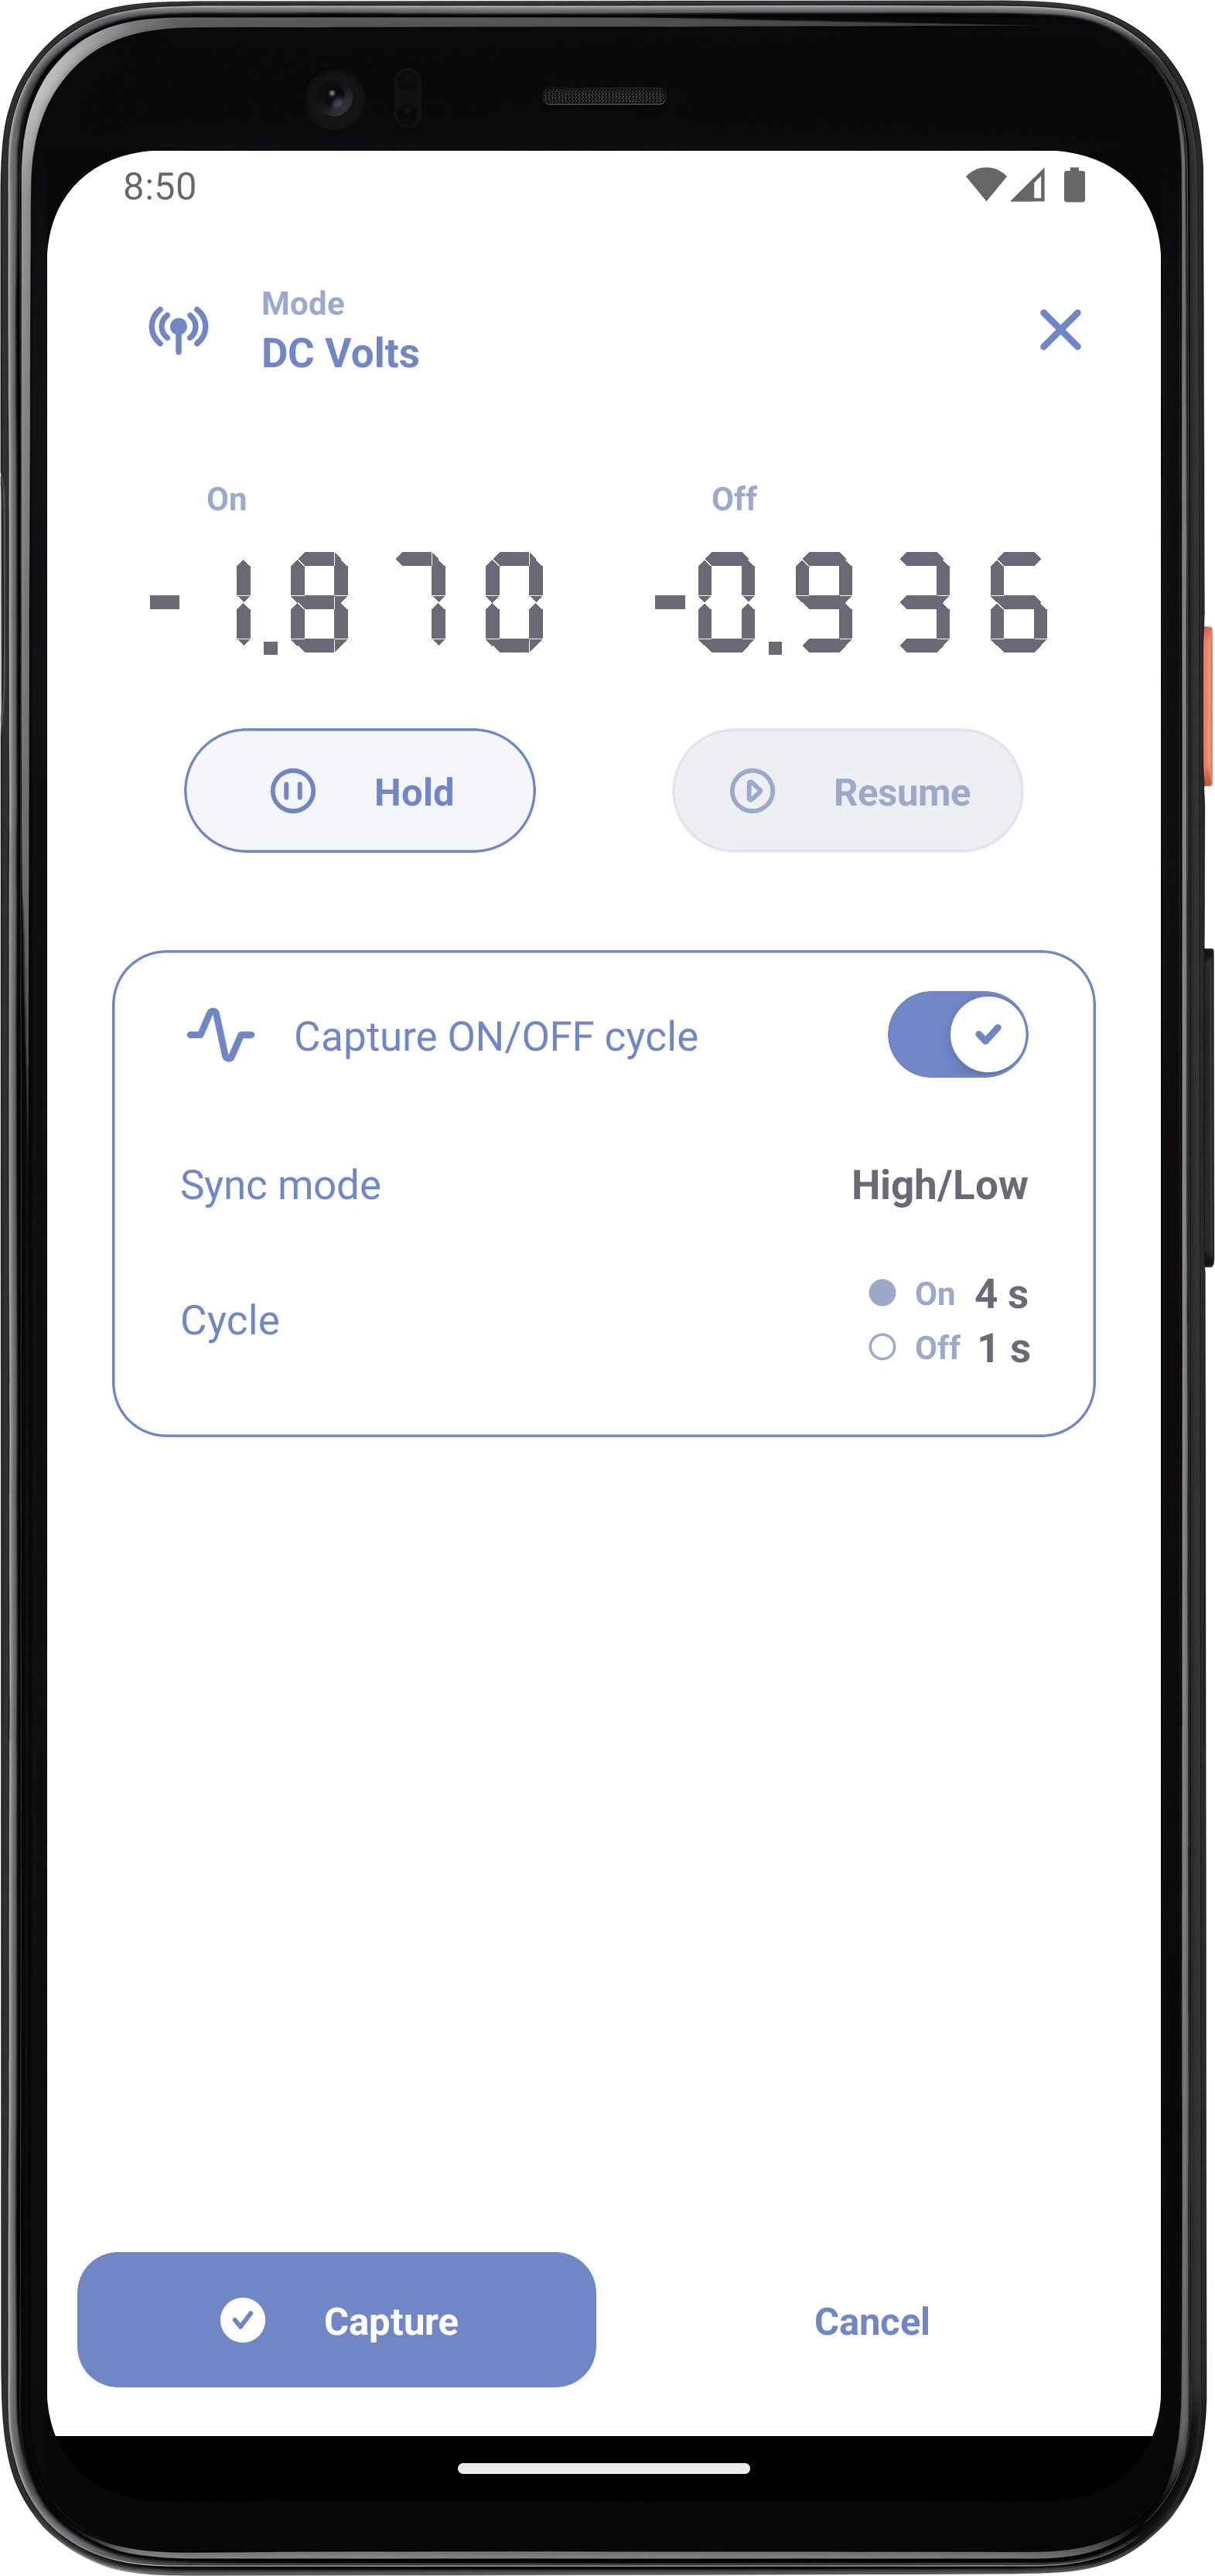 8:50
Mode
DC Volts
On Off
-1.870 -0.936
Hold Resume
Capture ON/OFF cycle
Sync mode High/Low
Cycle
On 4 s
Off 1 s
Capture Cancel